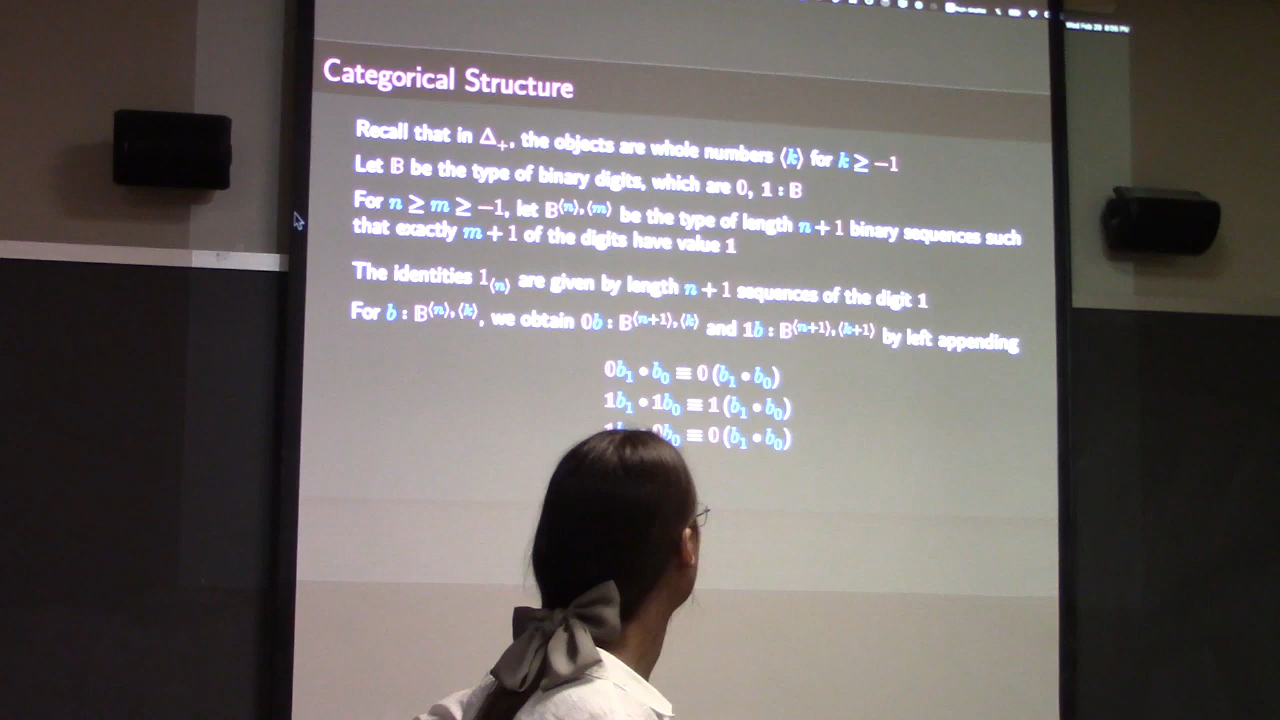 Wed Feb 28
Categorical Structure
Recall that in Δ₊, the objects are whole numbers ⟨k⟩ for k ≥ −1
Let 𝔹 be the type of binary digits, which are 0, 1 : 𝔹
For n ≥ m ≥ −1, let 𝔹^{⟨n⟩,⟨m⟩} be the type of length n + 1 binary sequences such
that exactly m + 1 of the digits have value 1
The identities 1_{⟨n⟩} are given by length n + 1 sequences of the digit 1
For b : 𝔹^{⟨n⟩,⟨k⟩}, we obtain 0b : 𝔹^{⟨n+1⟩,⟨k⟩} and 1b : 𝔹^{⟨n+1⟩,⟨k+1⟩} by left appending
0b₁ • b₀ ≡ 0 (b₁ • b₀)
1b₁ • 1b₀ ≡ 1 (b₁ • b₀)
0b₀ ≡ 0 (b₁ • b₀)